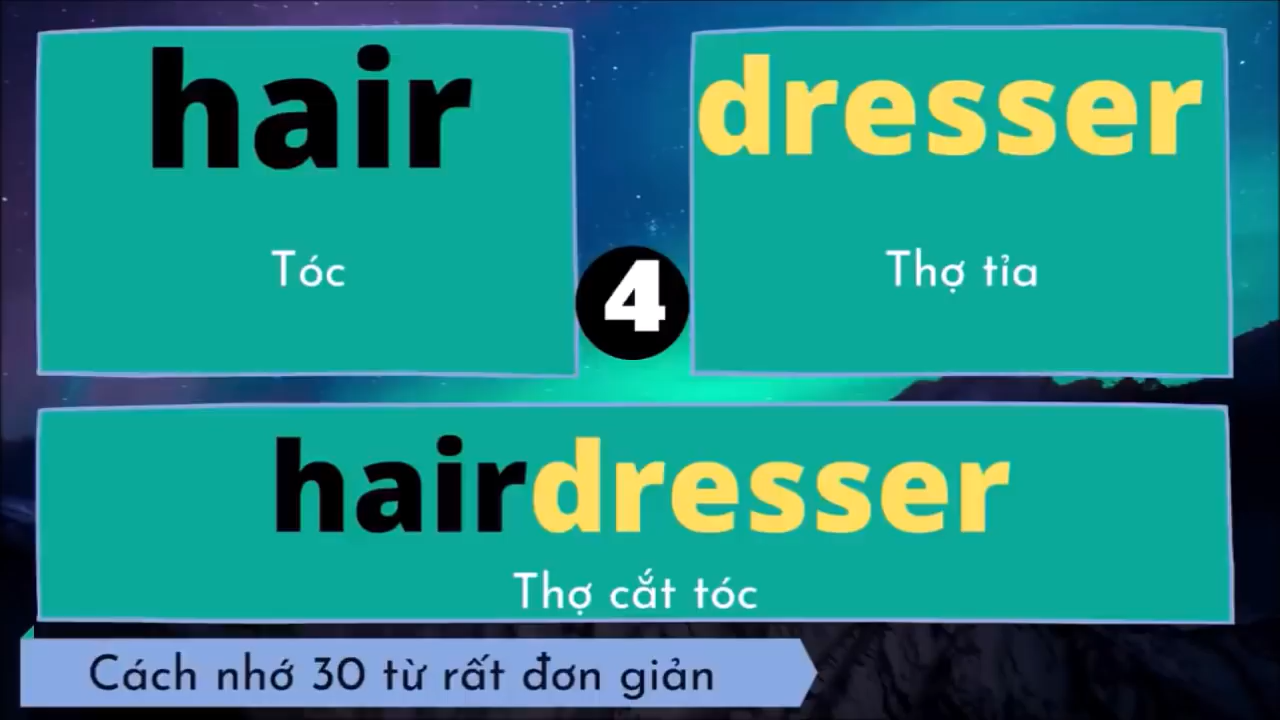 hair
Tóc
dresser
Thợ tỉa
4
hairdresser
Thợ cắt tóc
Cách nhớ 30 từ rất đơn giản